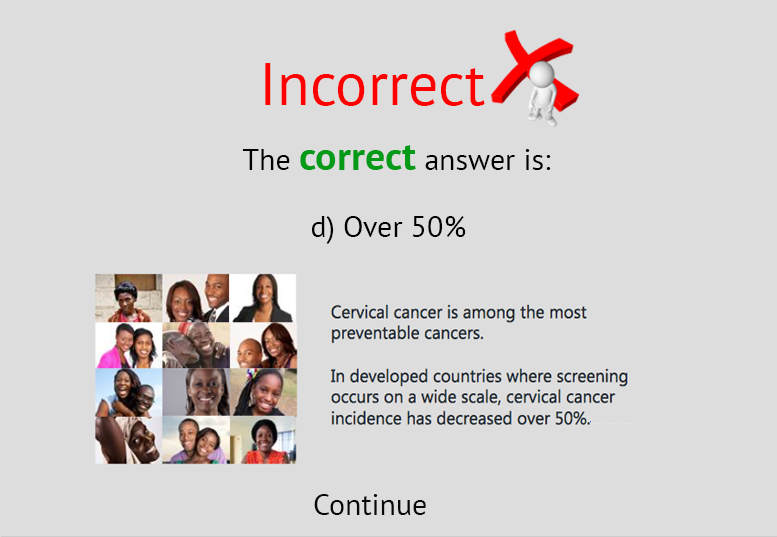 Incorrect
The correct answer is:
d) Over 50%
Cervical cancer is among the most
preventable cancers.
In developed countries where screening
occurs on a wide scale, cervical cancer
incidence has decreased over 50%.
Continue